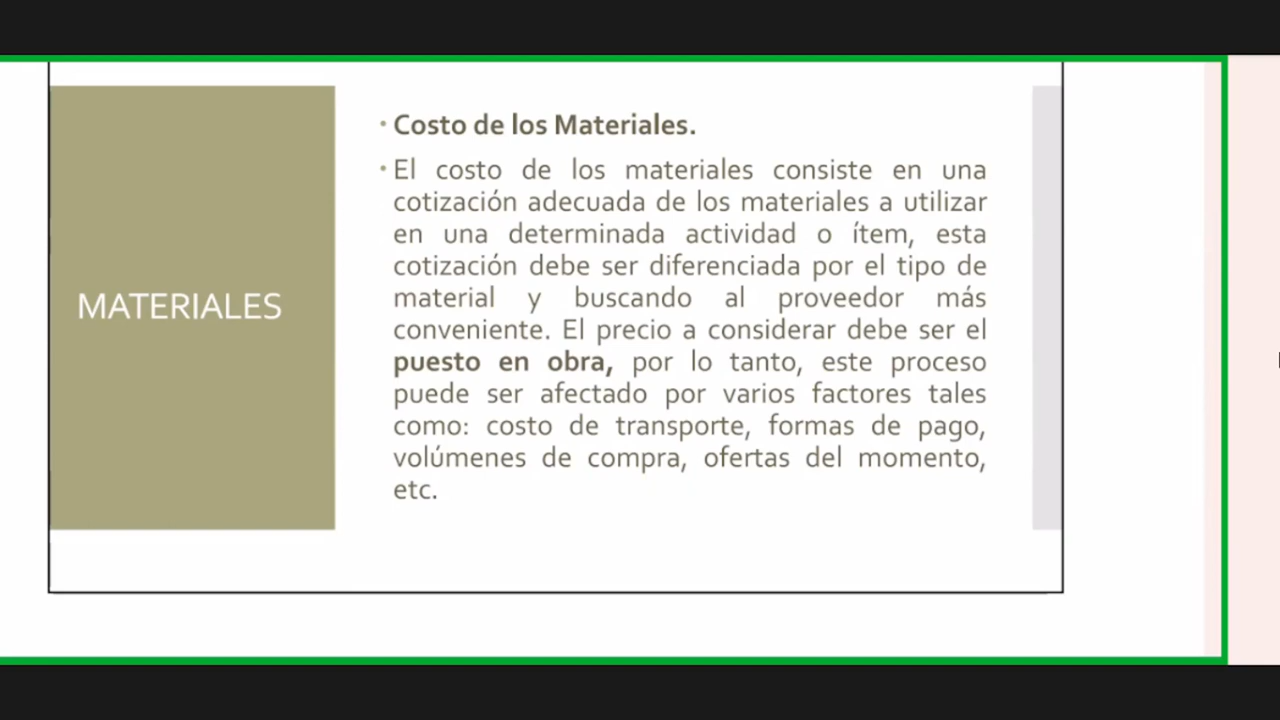 MATERIALES
• Costo de los Materiales.
• El costo de los materiales consiste en una
cotización adecuada de los materiales a utilizar
en una determinada actividad o ítem, esta
cotización debe ser diferenciada por el tipo de
material y buscando al proveedor más
conveniente. El precio a considerar debe ser el
puesto en obra, por lo tanto, este proceso
puede ser afectado por varios factores tales
como: costo de transporte, formas de pago,
volúmenes de compra, ofertas del momento,
etc.